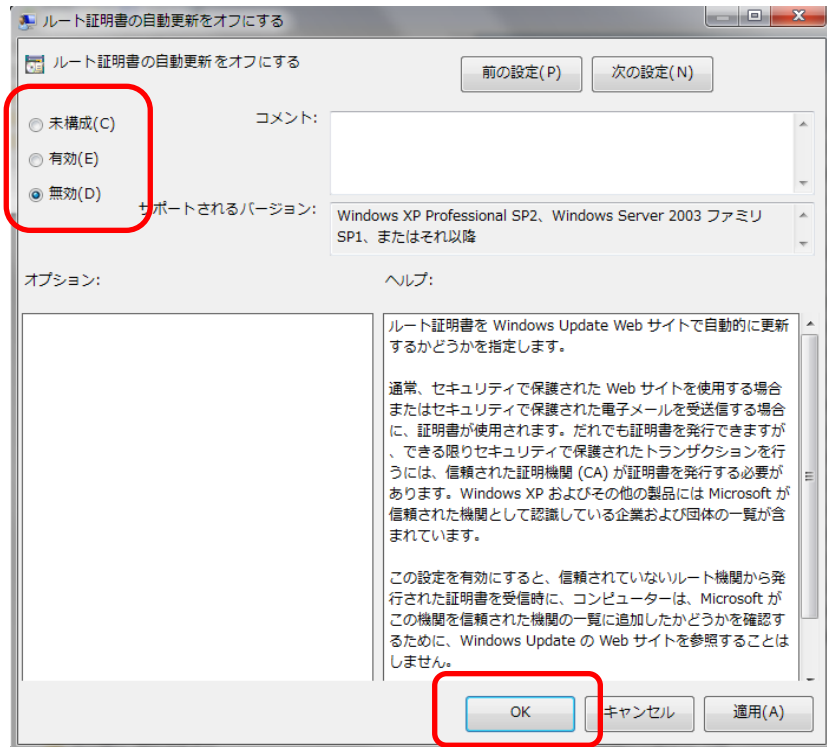 ルート証明書の自動更新をオフにする
ルート証明書の自動更新をオフにする
前の設定(P)
次の設定(N)
未構成(C)
有効(E)
無効(D)
コメント:
サポートされるバージョン:
Windows XP Professional SP2、Windows Server 2003 ファミリ
SP1、またはそれ以降
オプション:
ヘルプ:
ルート証明書を Windows Update Web サイトで自動的に更新
するかどうかを指定します。
通常、セキュリティで保護された Web サイトを使用する場合
またはセキュリティで保護された電子メールを受送信する場合
に、証明書が使用されます。だれでも証明書を発行できますが
、できる限りセキュリティで保護されたトランザクションを行
うには、信頼された証明機関 (CA) が証明書を発行する必要が
あります。Windows XP およびその他の製品には Microsoft が
信頼された機関として認識している企業および団体の一覧が含
まれています。
この設定を有効にすると、信頼されていないルート機関から発
行された証明書を受信時に、コンピューターは、Microsoft が
この機関を信頼された機関の一覧に追加したかどうかを確認す
るために、Windows Update の Web サイトを参照することは
しません。
OK
キャンセル
適用(A)